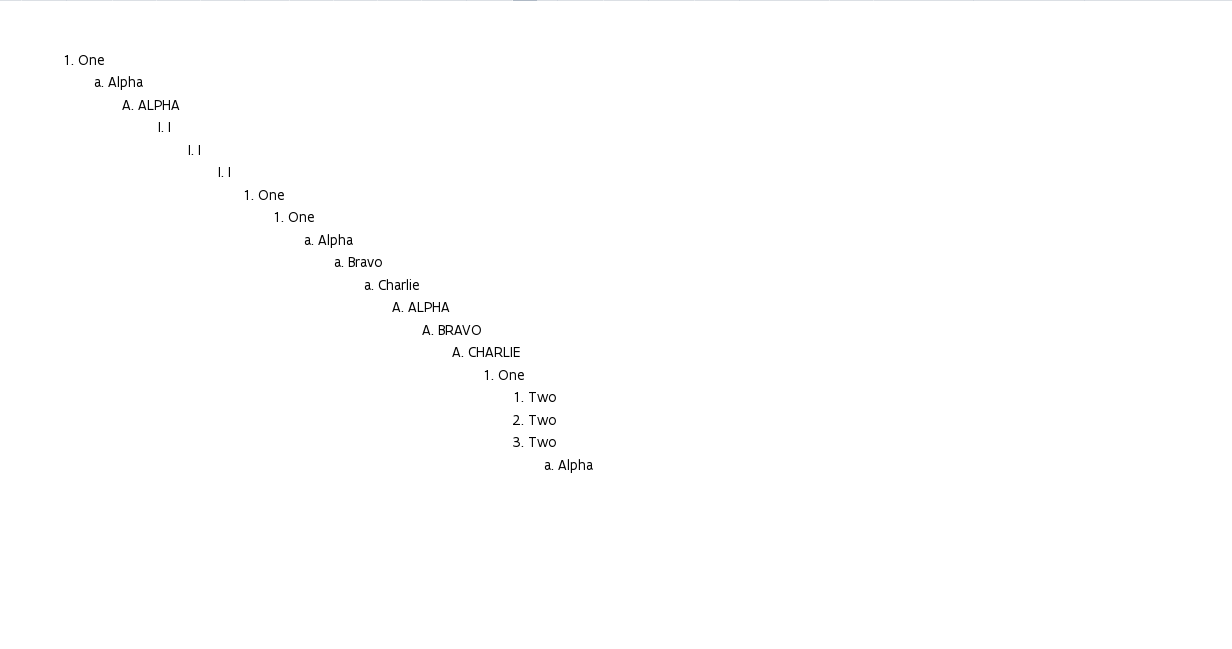 1. One
a. Alpha
A. ALPHA
I. I
I. I
I. I
1. One
1. One
a. Alpha
a. Bravo
a. Charlie
A. ALPHA
A. BRAVO
A. CHARLIE
1. One
1. Two
2. Two
3. Two
a. Alpha